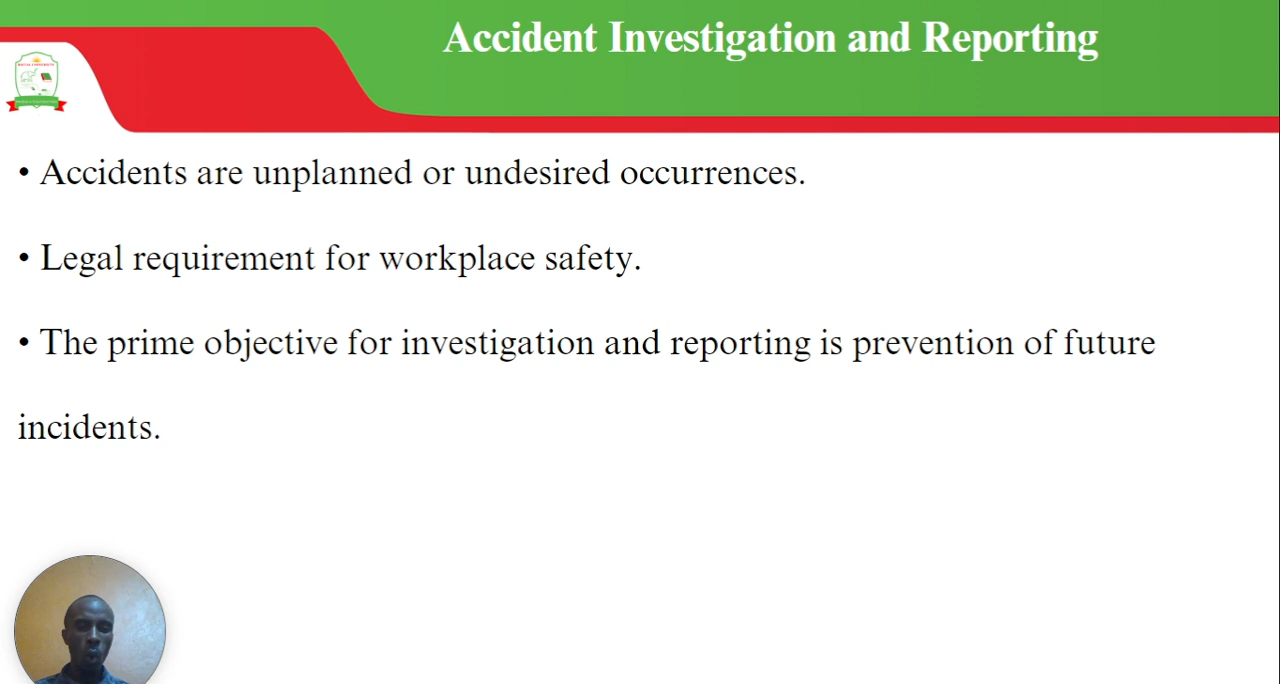 Accident Investigation and Reporting
• Accidents are unplanned or undesired occurrences.
• Legal requirement for workplace safety.
• The prime objective for investigation and reporting is prevention of future
incidents.